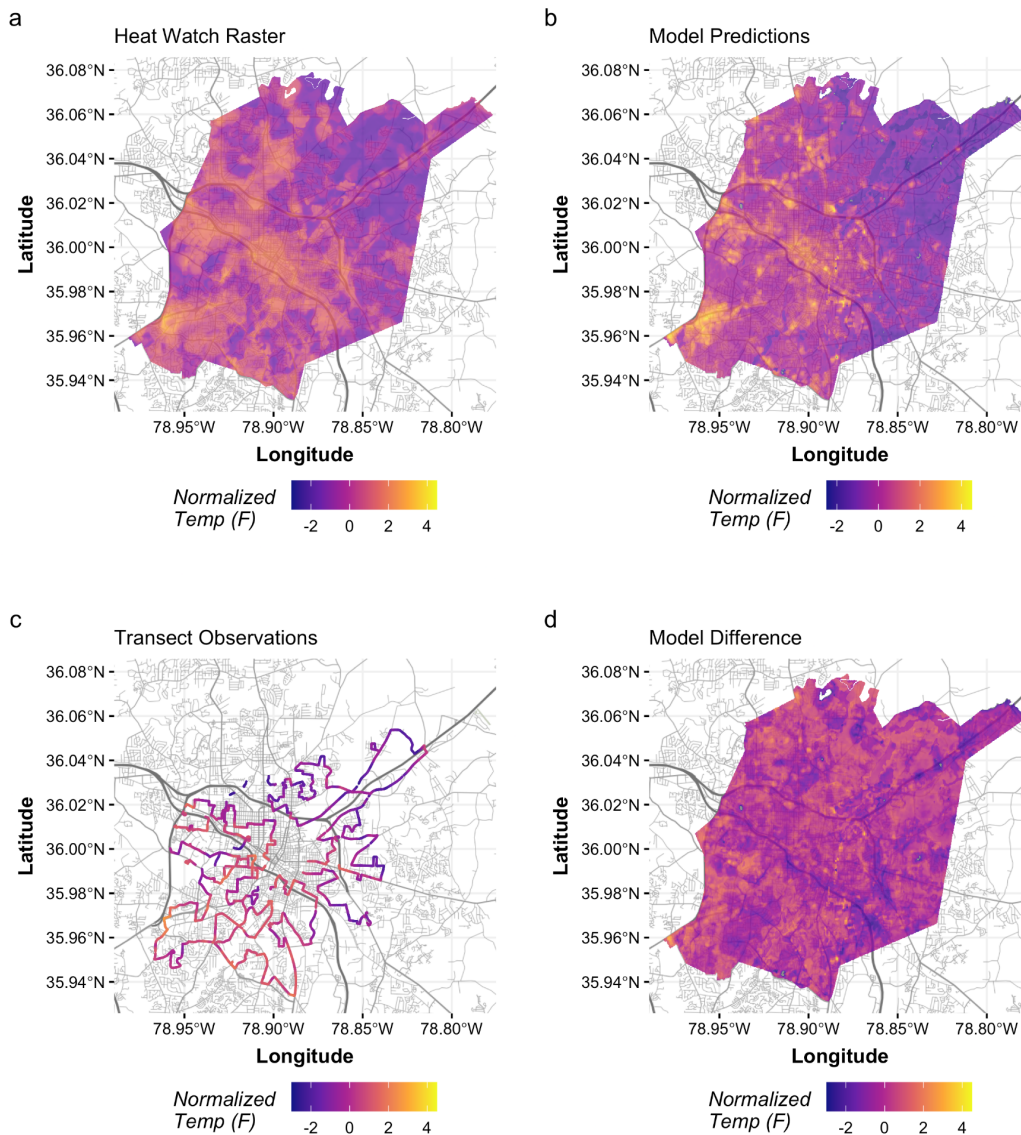 a
Heat Watch Raster
36.08°N
36.06°N
36.04°N
36.02°N
36.00°N
35.98°N
35.96°N
35.94°N
Latitude
78.95°W 78.90°W 78.85°W 78.80°W
Longitude
Normalized
Temp (F)
-2 0 2 4
b
Model Predictions
36.08°N
36.06°N
36.04°N
36.02°N
36.00°N
35.98°N
35.96°N
35.94°N
Latitude
78.95°W 78.90°W 78.85°W 78.80°W
Longitude
Normalized
Temp (F)
-2 0 2 4
c
Transect Observations
36.08°N
36.06°N
36.04°N
36.02°N
36.00°N
35.98°N
35.96°N
35.94°N
Latitude
78.95°W 78.90°W 78.85°W 78.80°W
Longitude
Normalized
Temp (F)
-2 0 2 4
d
Model Difference
36.08°N
36.06°N
36.04°N
36.02°N
36.00°N
35.98°N
35.96°N
35.94°N
Latitude
78.95°W 78.90°W 78.85°W 78.80°W
Longitude
Normalized
Temp (F)
-2 0 2 4